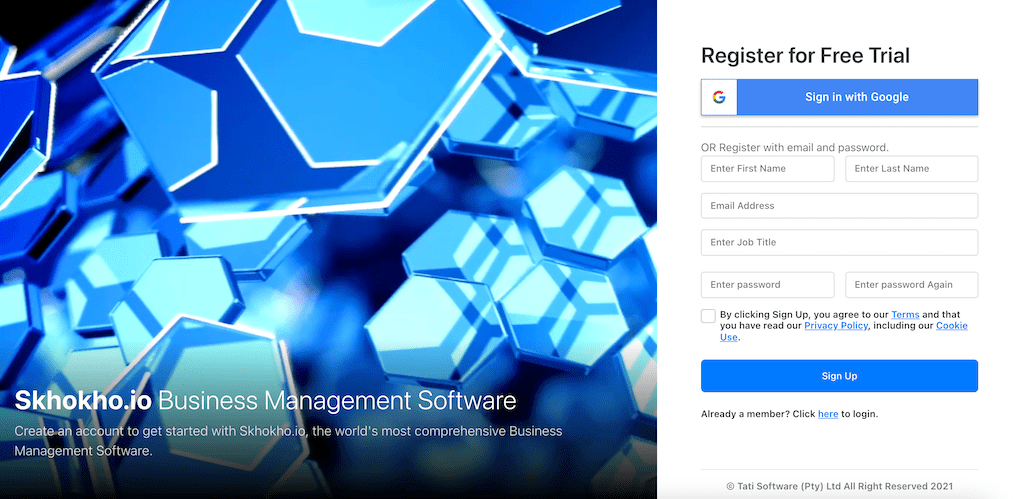 Register for Free Trial
Sign in with Google
OR Register with email and password.
Enter First Name Enter Last Name
Email Address
Enter Job Title
Enter password Enter password Again
By clicking Sign Up, you agree to our Terms and that
you have read our Privacy Policy, including our Cookie
Use.
Sign Up
Already a member? Click here to login.
© Tati Software (Pty) Ltd All Right Reserved 2021
Skhokho.io Business Management Software
Create an account to get started with Skhokho.io, the world's most comprehensive Business
Management Software.